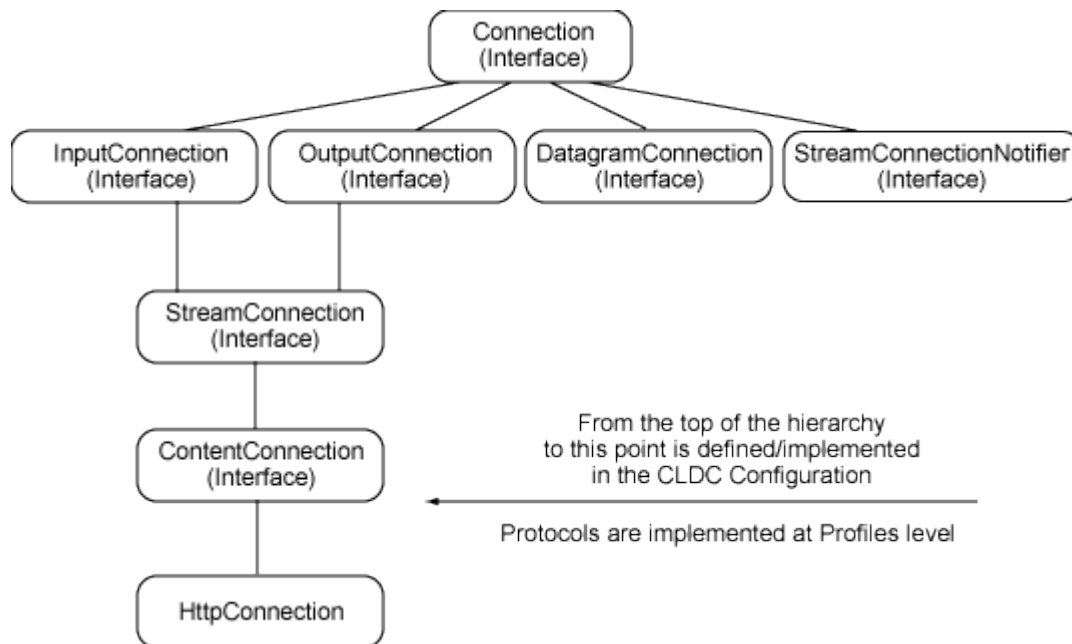 Connection
(Interface)
InputConnection
(Interface)
OutputConnection
(Interface)
DatagramConnection
(Interface)
StreamConnectionNotifier
(Interface)
StreamConnection
(Interface)
ContentConnection
(Interface)
From the top of the hierarchy
to this point is defined/implemented
in the CLDC Configuration
Protocols are implemented at Profiles level
HttpConnection